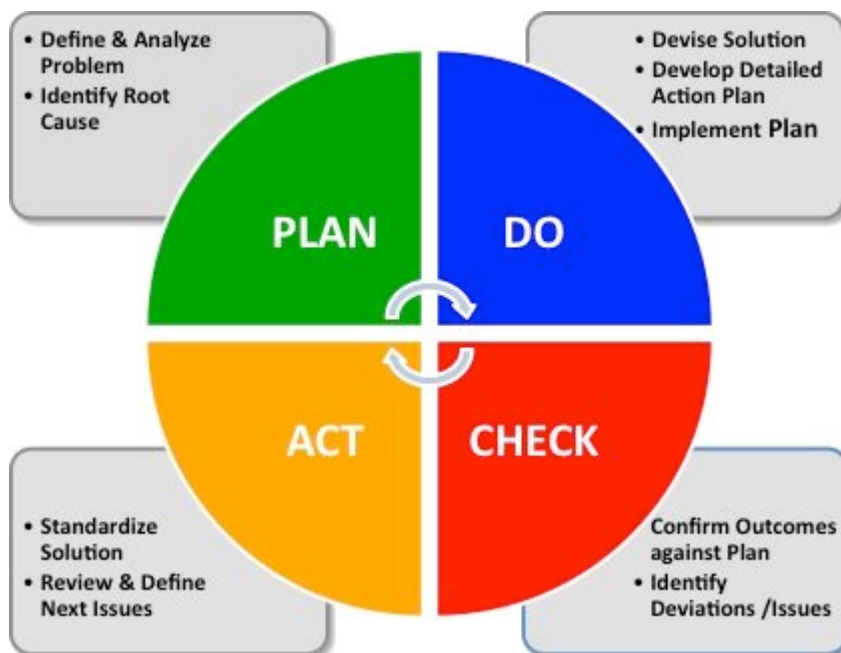 • Define & Analyze
Problem
• Identify Root
Cause
• Devise Solution
• Develop Detailed
Action Plan
• Implement Plan
PLAN
DO
ACT
CHECK
• Standardize
Solution
• Review & Define
Next Issues
Confirm Outcomes
against Plan
• Identify
Deviations /Issues